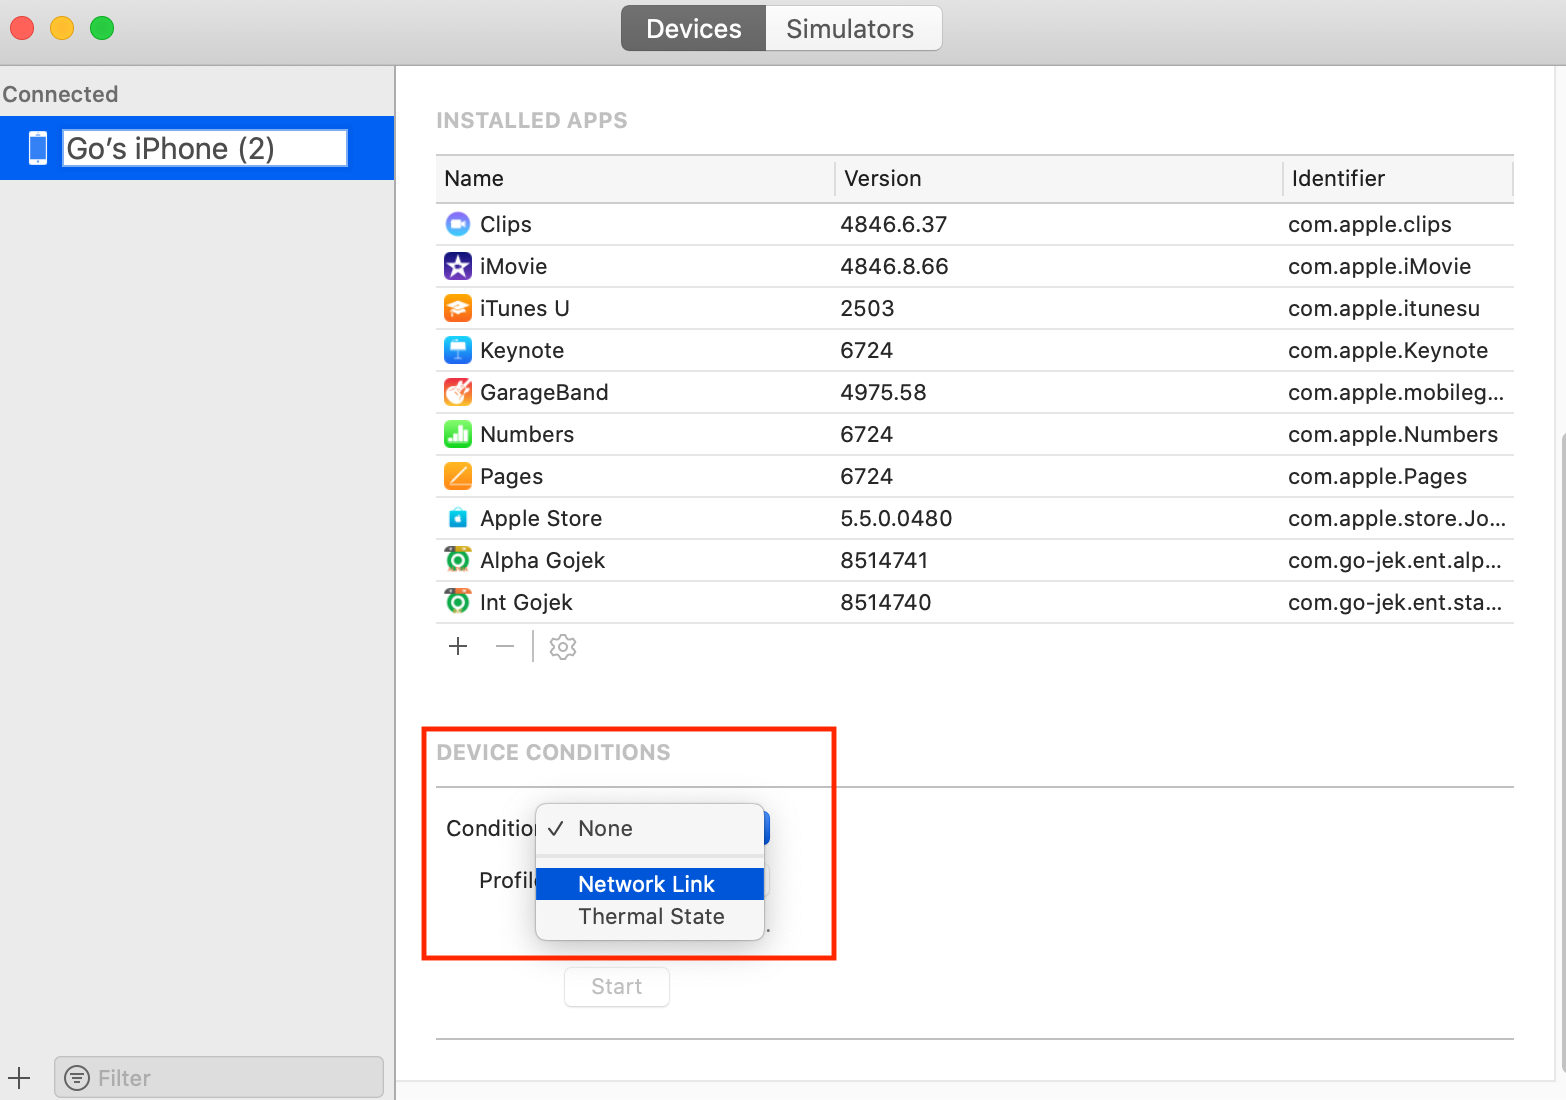 Devices Simulators
Connected
Go's iPhone (2)
INSTALLED APPS
Name Version Identifier
Clips 4846.6.37 com.apple.clips
iMovie 4846.8.66 com.apple.iMovie
iTunes U 2503 com.apple.itunesu
Keynote 6724 com.apple.Keynote
GarageBand 4975.58 com.apple.mobileg...
Numbers 6724 com.apple.Numbers
Pages 6724 com.apple.Pages
Apple Store 5.5.0.0480 com.apple.store.Jo...
Alpha Gojek 8514741 com.go-jek.ent.alp...
Int Gojek 8514740 com.go-jek.ent.sta...
DEVICE CONDITIONS
Condition ✓ None
Profile Network Link
Thermal State
Start
Filter